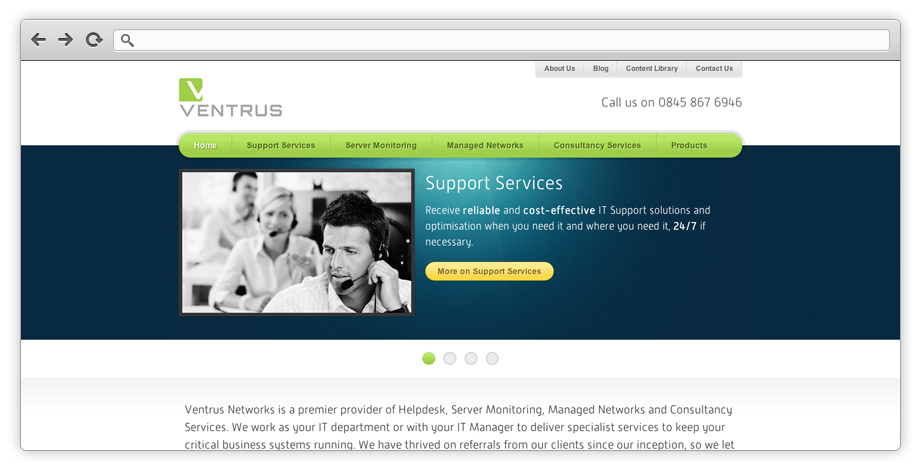 About Us Blog Content Library Contact Us
VENTRUS
Call us on 0845 867 6946
Home Support Services Server Monitoring Managed Networks Consultancy Services Products
Support Services
Receive reliable and cost-effective IT Support solutions and
optimisation when you need it and where you need it, 24/7 if
necessary.
More on Support Services
Ventrus Networks is a premier provider of Helpdesk, Server Monitoring, Managed Networks and Consultancy
Services. We work as your IT department or with your IT Manager to deliver specialist services to keep your
critical business systems running. We have thrived on referrals from our clients since our inception, so we let